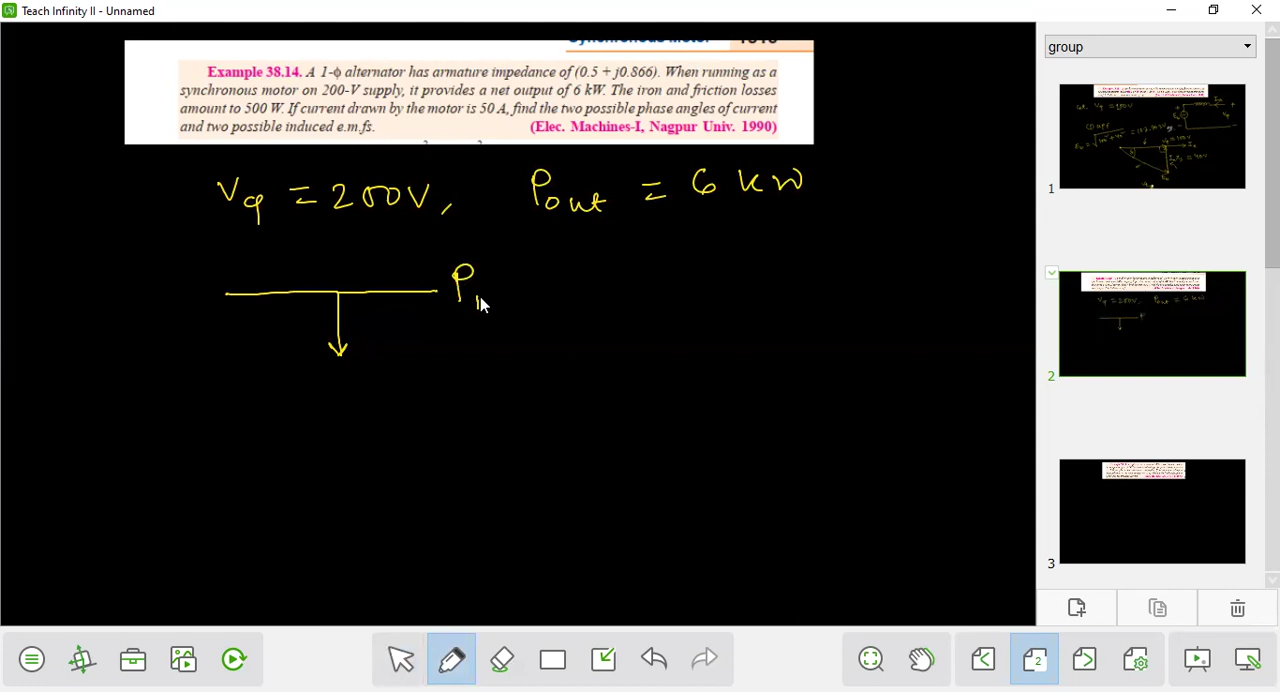 Teach Infinity II - Unnamed
Example 38.14. A 1-ϕ alternator has armature impedance of (0.5 + j0.866). When running as a
synchronous motor on 200-V supply, it provides a net output of 6 kW. The iron and friction losses
amount to 500 W. If current drawn by the motor is 50 A, find the two possible phase angles of current
and two possible induced e.m.fs. (Elec. Machines-I, Nagpur Univ. 1990)
Pout = 6 kW
P
group
1
2
3
2